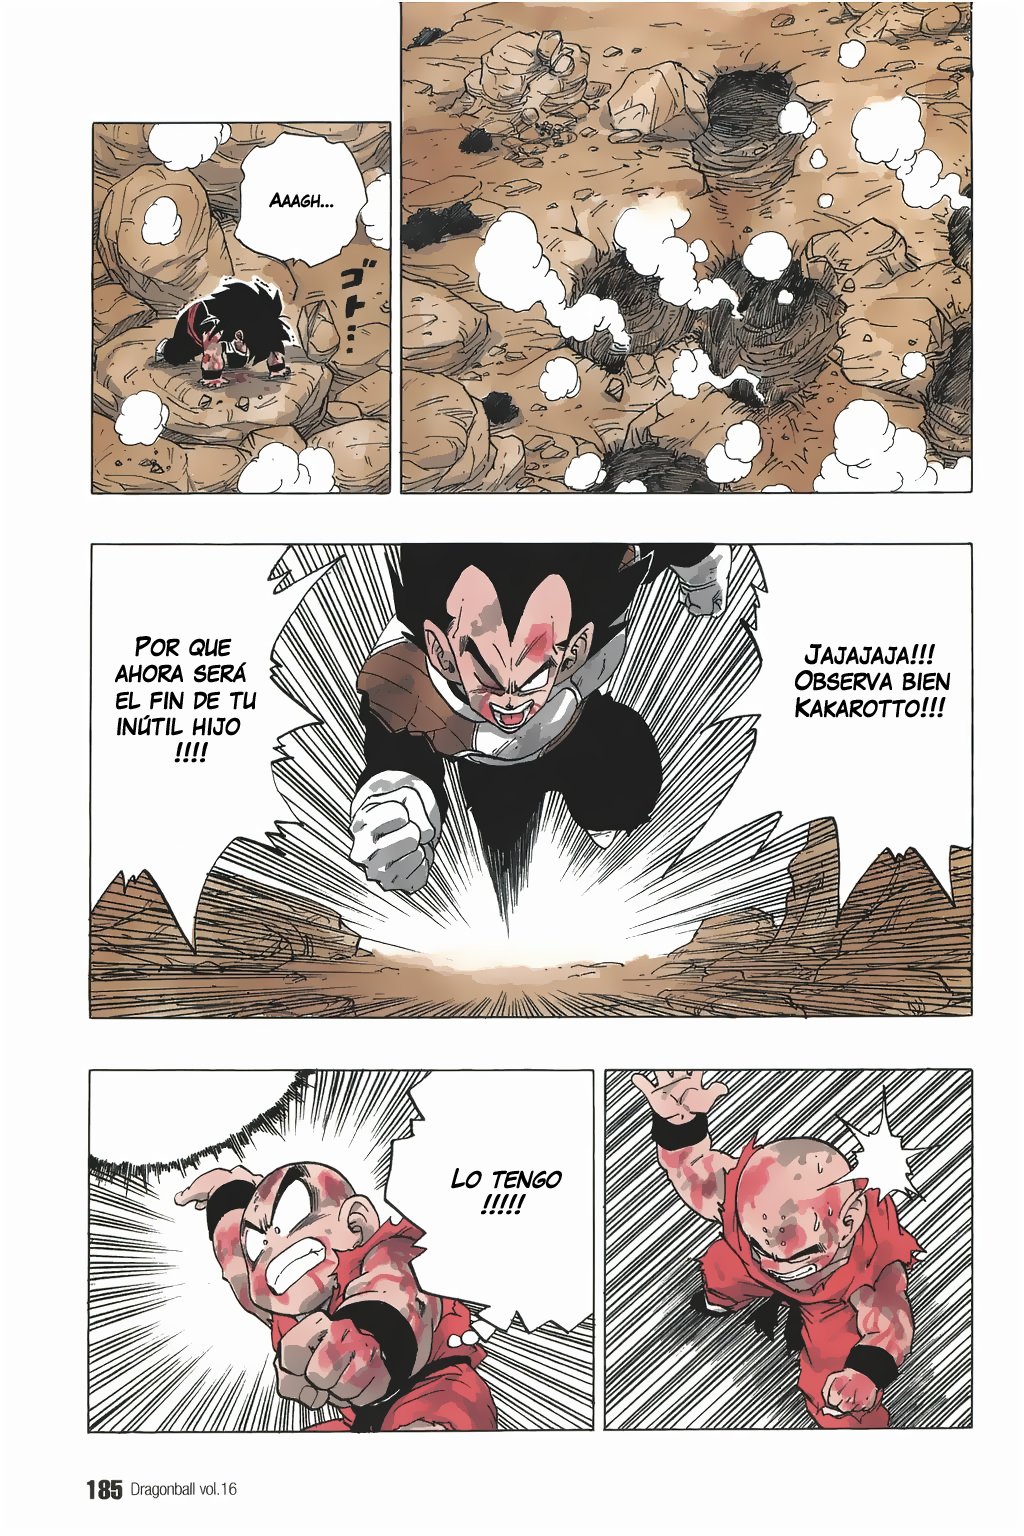 AAAGH...
ゴト...
JAJAJAJA!!!
OBSERVA BIEN
KAKAROTTO!!!
POR QUE
AHORA SERÁ
EL FIN DE TU
INÚTIL HIJO
!!!!
LO TENGO
!!!!!
185 Dragonball vol.16